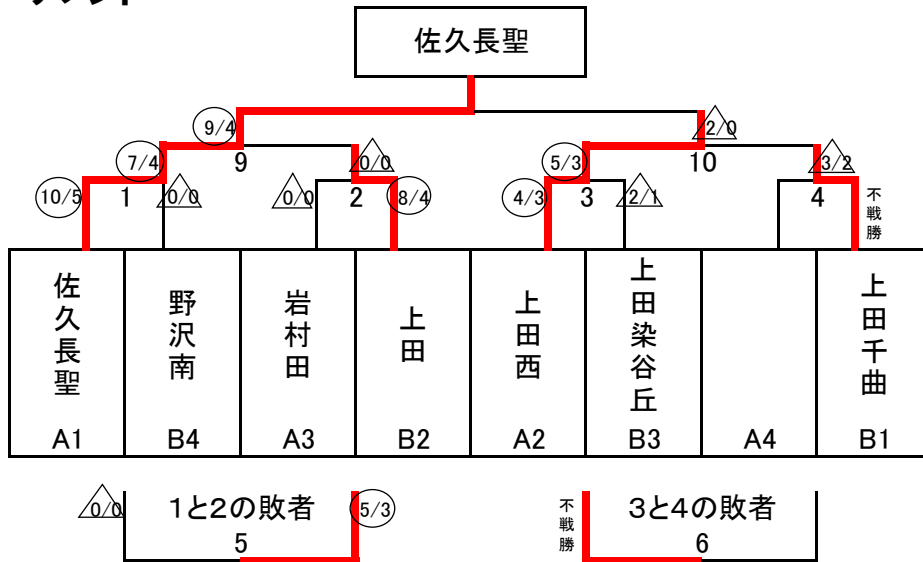 佐久長聖
9/4
2/0
7/4
9
0/0
5/3
10
3/2
10/5
1
0/0
0/0
2
8/4
4/3
3
2/1
4
不戦勝
佐久長聖
野沢南
岩村田
上田
上田西
上田染谷丘
上田千曲
A1
B4
A3
B2
A2
B3
A4
B1
0/0
1と2の敗者
5/3
不戦勝
3と4の敗者
5
6